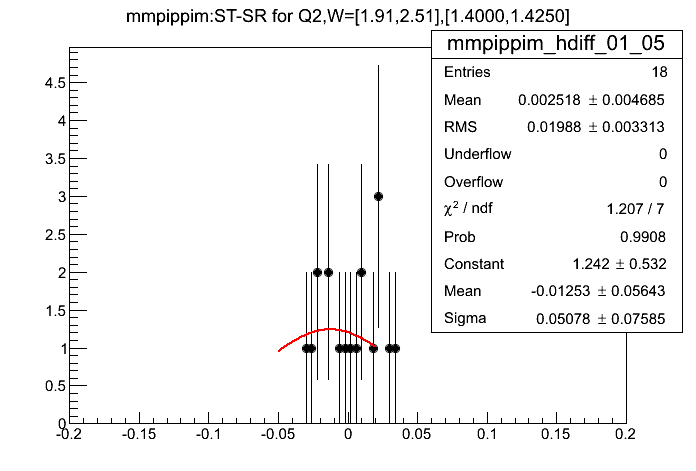 mmpippim:ST-SR for Q2,W=[1.91,2.51],[1.4000,1.4250]
mmpippim_hdiff_01_05
Entries 18
Mean 0.002518 ± 0.004685
RMS 0.01988 ± 0.003313
Underflow 0
Overflow 0
χ² / ndf 1.207 / 7
Prob 0.9908
Constant 1.242 ± 0.532
Mean -0.01253 ± 0.05643
Sigma 0.05078 ± 0.07585
4.5
4
3.5
3
2.5
2
1.5
1
0.5
0
-0.2 -0.15 -0.1 -0.05 0 0.05 0.1 0.15 0.2